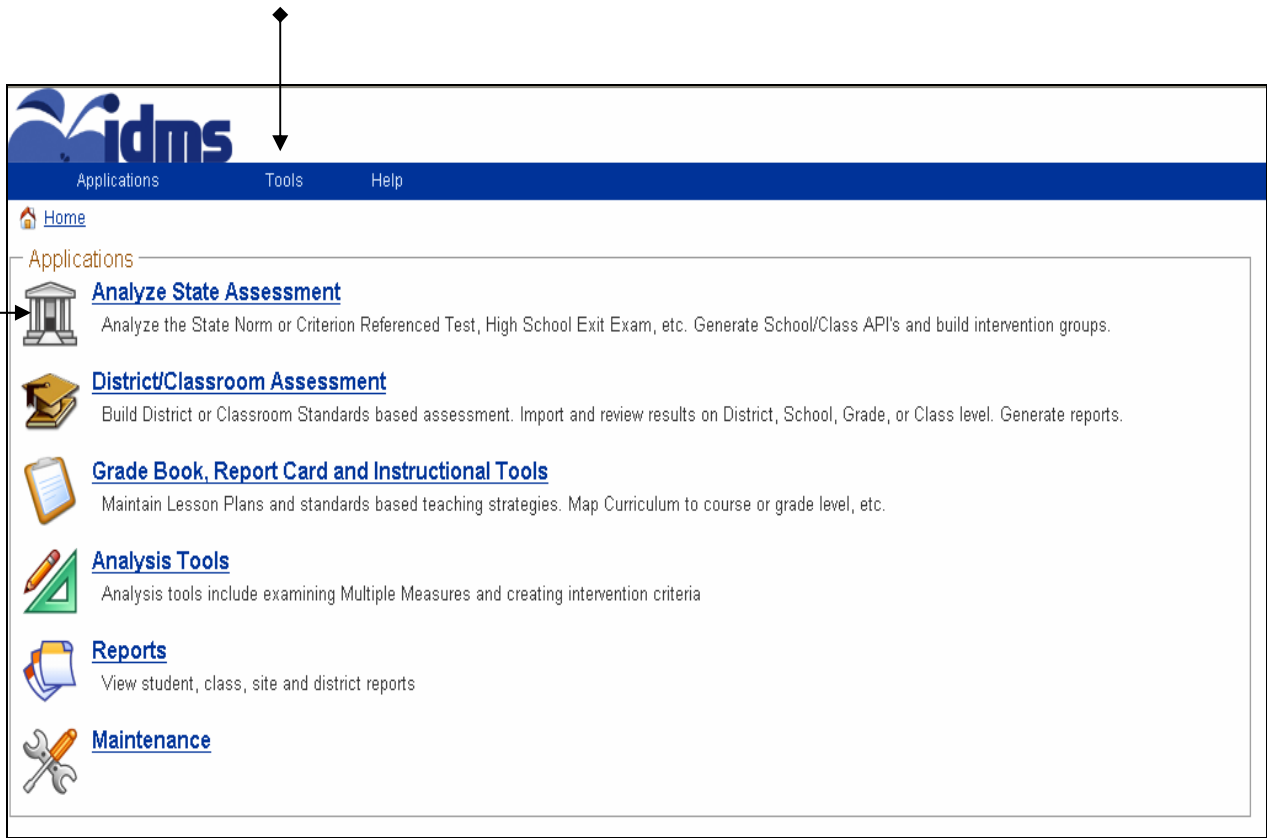 idms
Applications Tools Help
Home
Applications
Analyze State Assessment
Analyze the State Norm or Criterion Referenced Test, High School Exit Exam, etc. Generate School/Class API's and build intervention groups.
District/Classroom Assessment
Build District or Classroom Standards based assessment. Import and review results on District, School, Grade, or Class level. Generate reports.
Grade Book, Report Card and Instructional Tools
Maintain Lesson Plans and standards based teaching strategies. Map Curriculum to course or grade level, etc.
Analysis Tools
Analysis tools include examining Multiple Measures and creating intervention criteria
Reports
View student, class, site and district reports
Maintenance